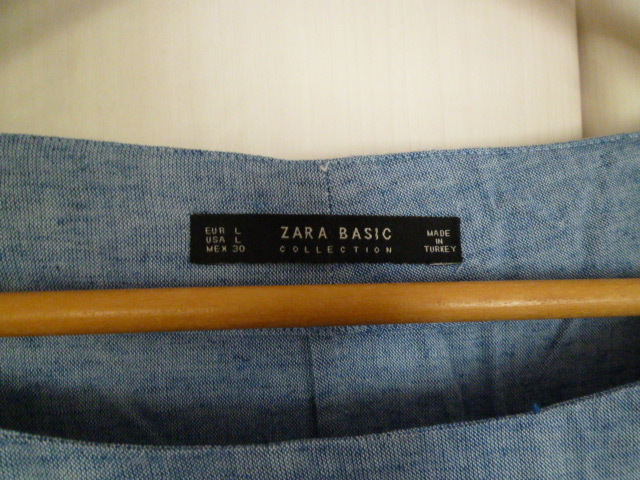 EUR L
USA L
MEX 30
ZARA BASIC
COLLECTION
MADE
IN
TURKEY